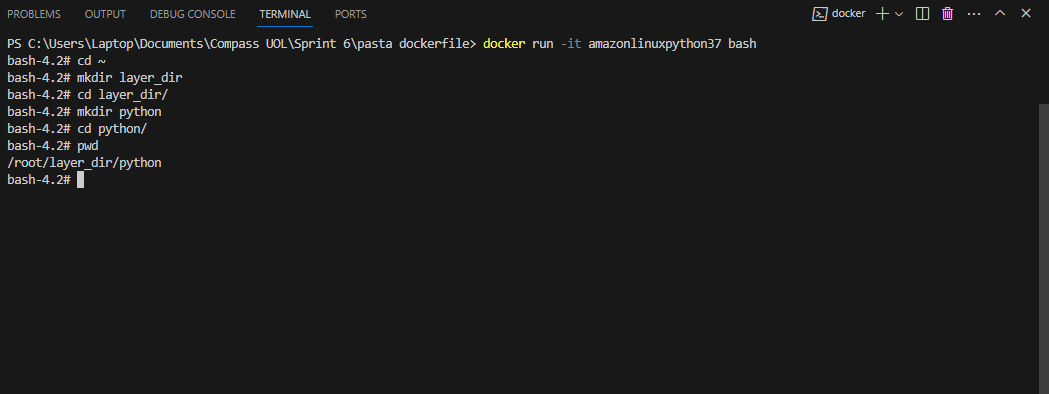 PROBLEMS OUTPUT DEBUG CONSOLE TERMINAL PORTS docker
PS C:\Users\Laptop\Documents\Compass UOL\Sprint 6\pasta dockerfile> docker run -it amazonlinuxpython37 bash
bash-4.2# cd ~
bash-4.2# mkdir layer_dir
bash-4.2# cd layer_dir/
bash-4.2# mkdir python
bash-4.2# cd python/
bash-4.2# pwd
/root/layer_dir/python
bash-4.2#